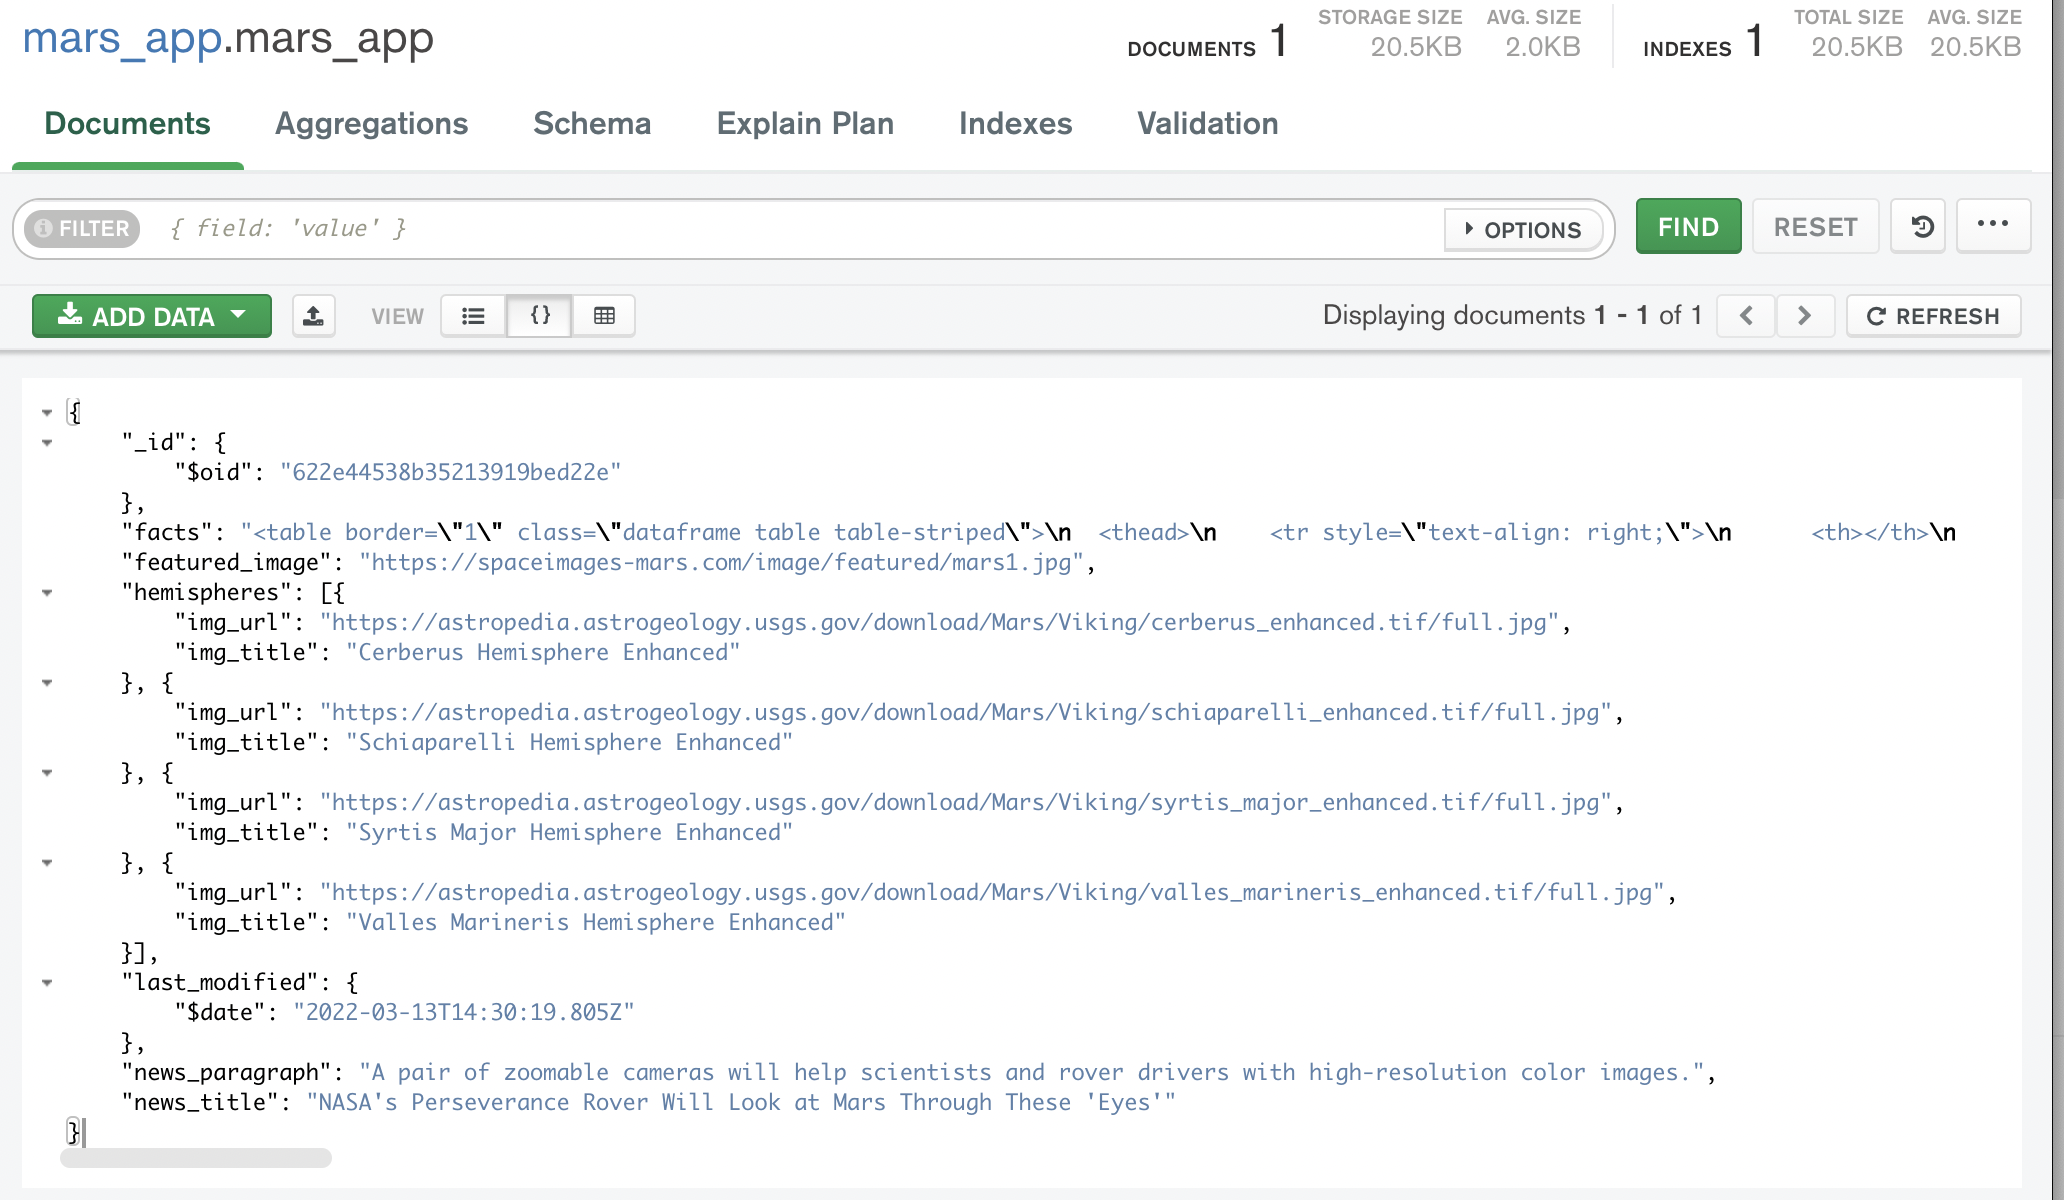 mars_app.mars_app
DOCUMENTS 1 STORAGE SIZE 20.5KB AVG. SIZE 2.0KB INDEXES 1 TOTAL SIZE 20.5KB AVG. SIZE 20.5KB
Documents Aggregations Schema Explain Plan Indexes Validation
FILTER { field: 'value' } OPTIONS FIND RESET ...
ADD DATA VIEW {} Displaying documents 1 - 1 of 1 < > REFRESH
{
"_id": {
"$oid": "622e44538b35213919bed22e"
},
"facts": "<table border=\"1\" class=\"dataframe table table-striped\">\n  <thead>\n    <tr style=\"text-align: right;\">\n      <th></th>\n
"featured_image": "https://spaceimages-mars.com/image/featured/mars1.jpg",
"hemispheres": [{
"img_url": "https://astropedia.astrogeology.usgs.gov/download/Mars/Viking/cerberus_enhanced.tif/full.jpg",
"img_title": "Cerberus Hemisphere Enhanced"
}, {
"img_url": "https://astropedia.astrogeology.usgs.gov/download/Mars/Viking/schiaparelli_enhanced.tif/full.jpg",
"img_title": "Schiaparelli Hemisphere Enhanced"
}, {
"img_url": "https://astropedia.astrogeology.usgs.gov/download/Mars/Viking/syrtis_major_enhanced.tif/full.jpg",
"img_title": "Syrtis Major Hemisphere Enhanced"
}, {
"img_url": "https://astropedia.astrogeology.usgs.gov/download/Mars/Viking/valles_marineris_enhanced.tif/full.jpg",
"img_title": "Valles Marineris Hemisphere Enhanced"
}],
"last_modified": {
"$date": "2022-03-13T14:30:19.805Z"
},
"news_paragraph": "A pair of zoomable cameras will help scientists and rover drivers with high-resolution color images.",
"news_title": "NASA's Perseverance Rover Will Look at Mars Through These 'Eyes'"
}